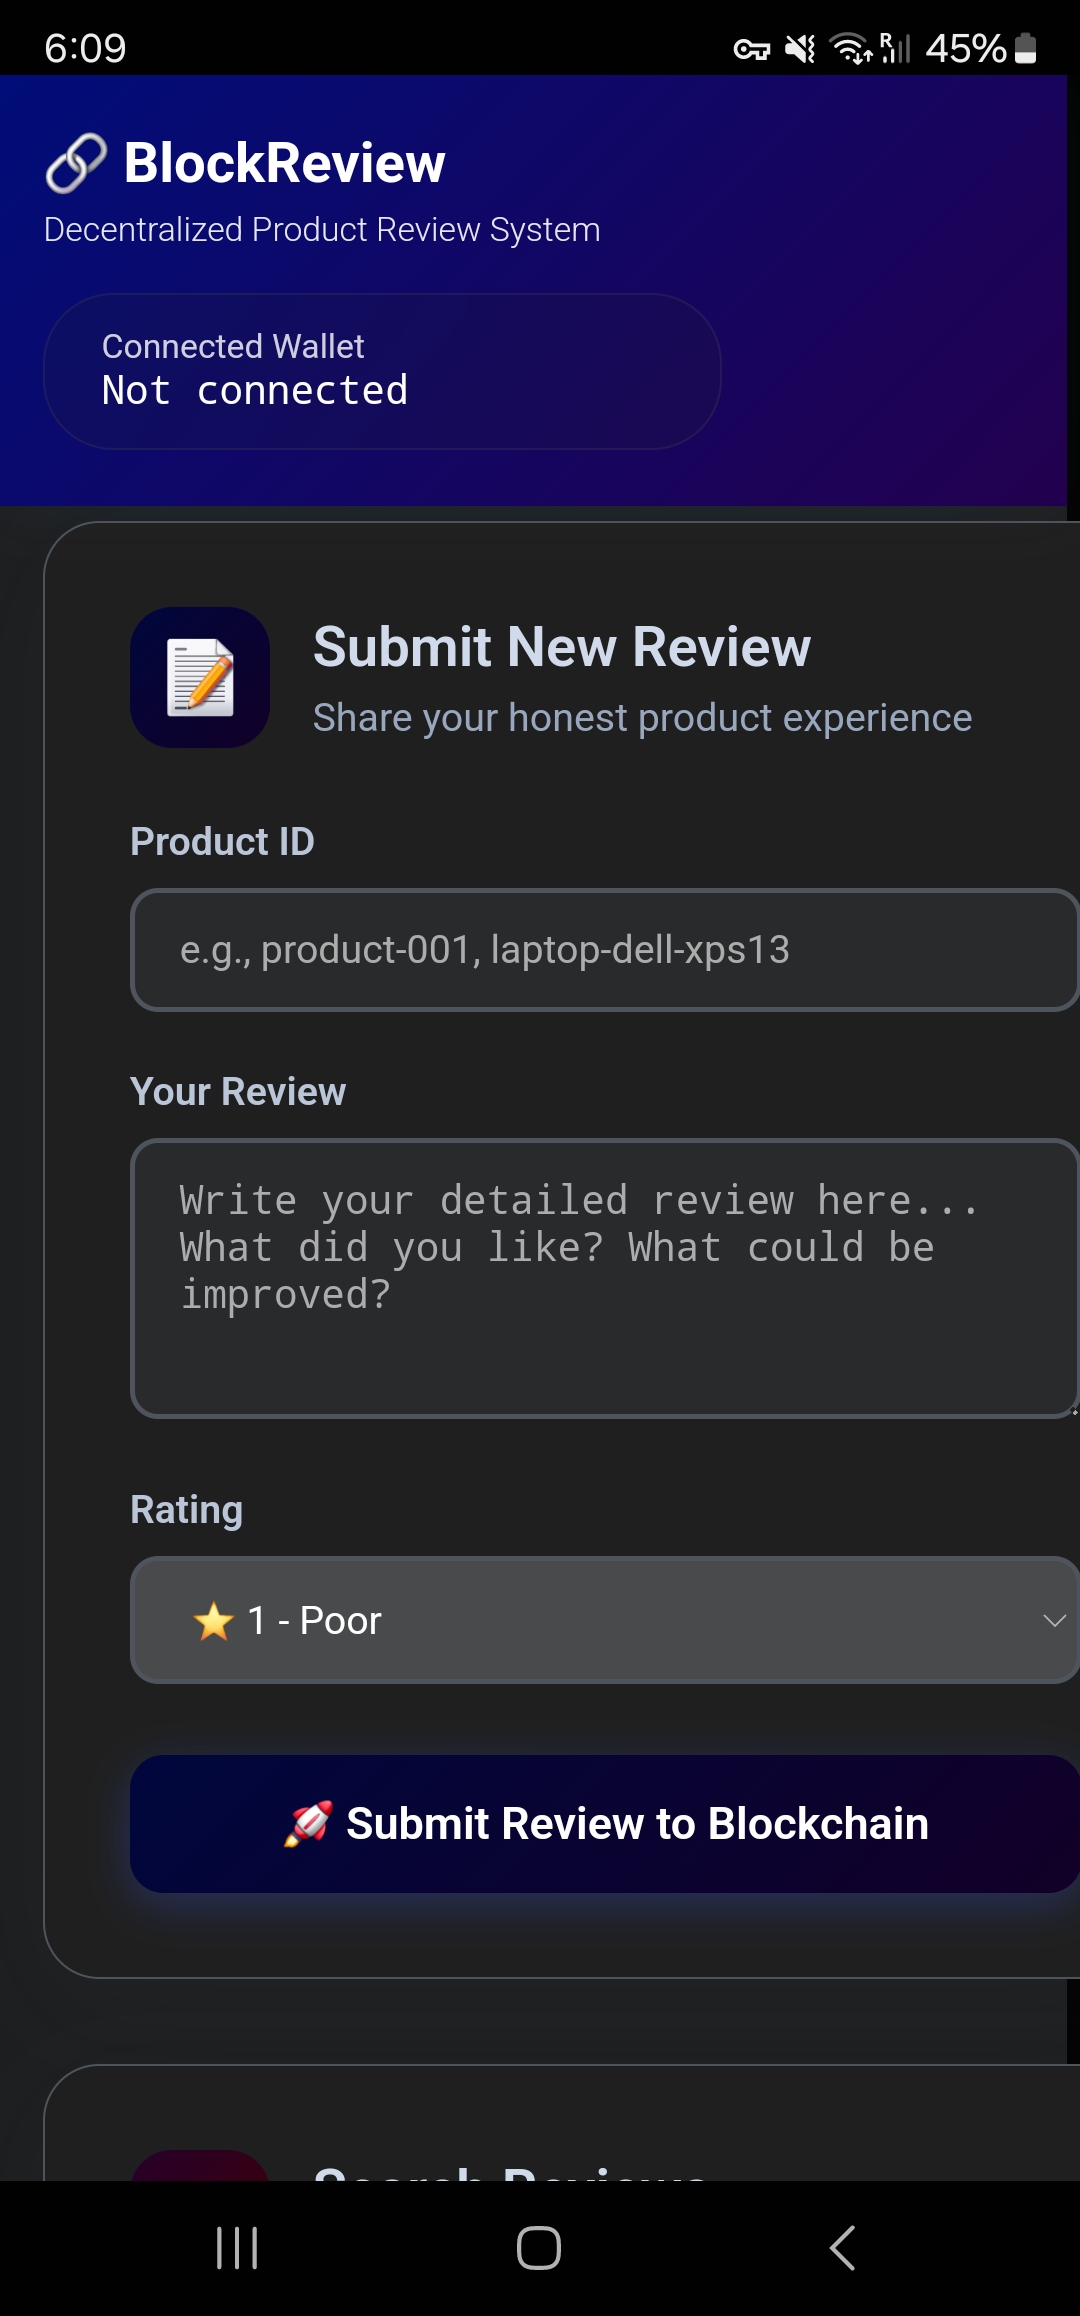 6:09
R
45%
BlockReview
Decentralized Product Review System
Connected Wallet
Not connected
Submit New Review
Share your honest product experience
Product ID
e.g., product-001, laptop-dell-xps13
Your Review
Write your detailed review here...
What did you like? What could be
improved?
Rating
1 - Poor
Submit Review to Blockchain
Search Reviews